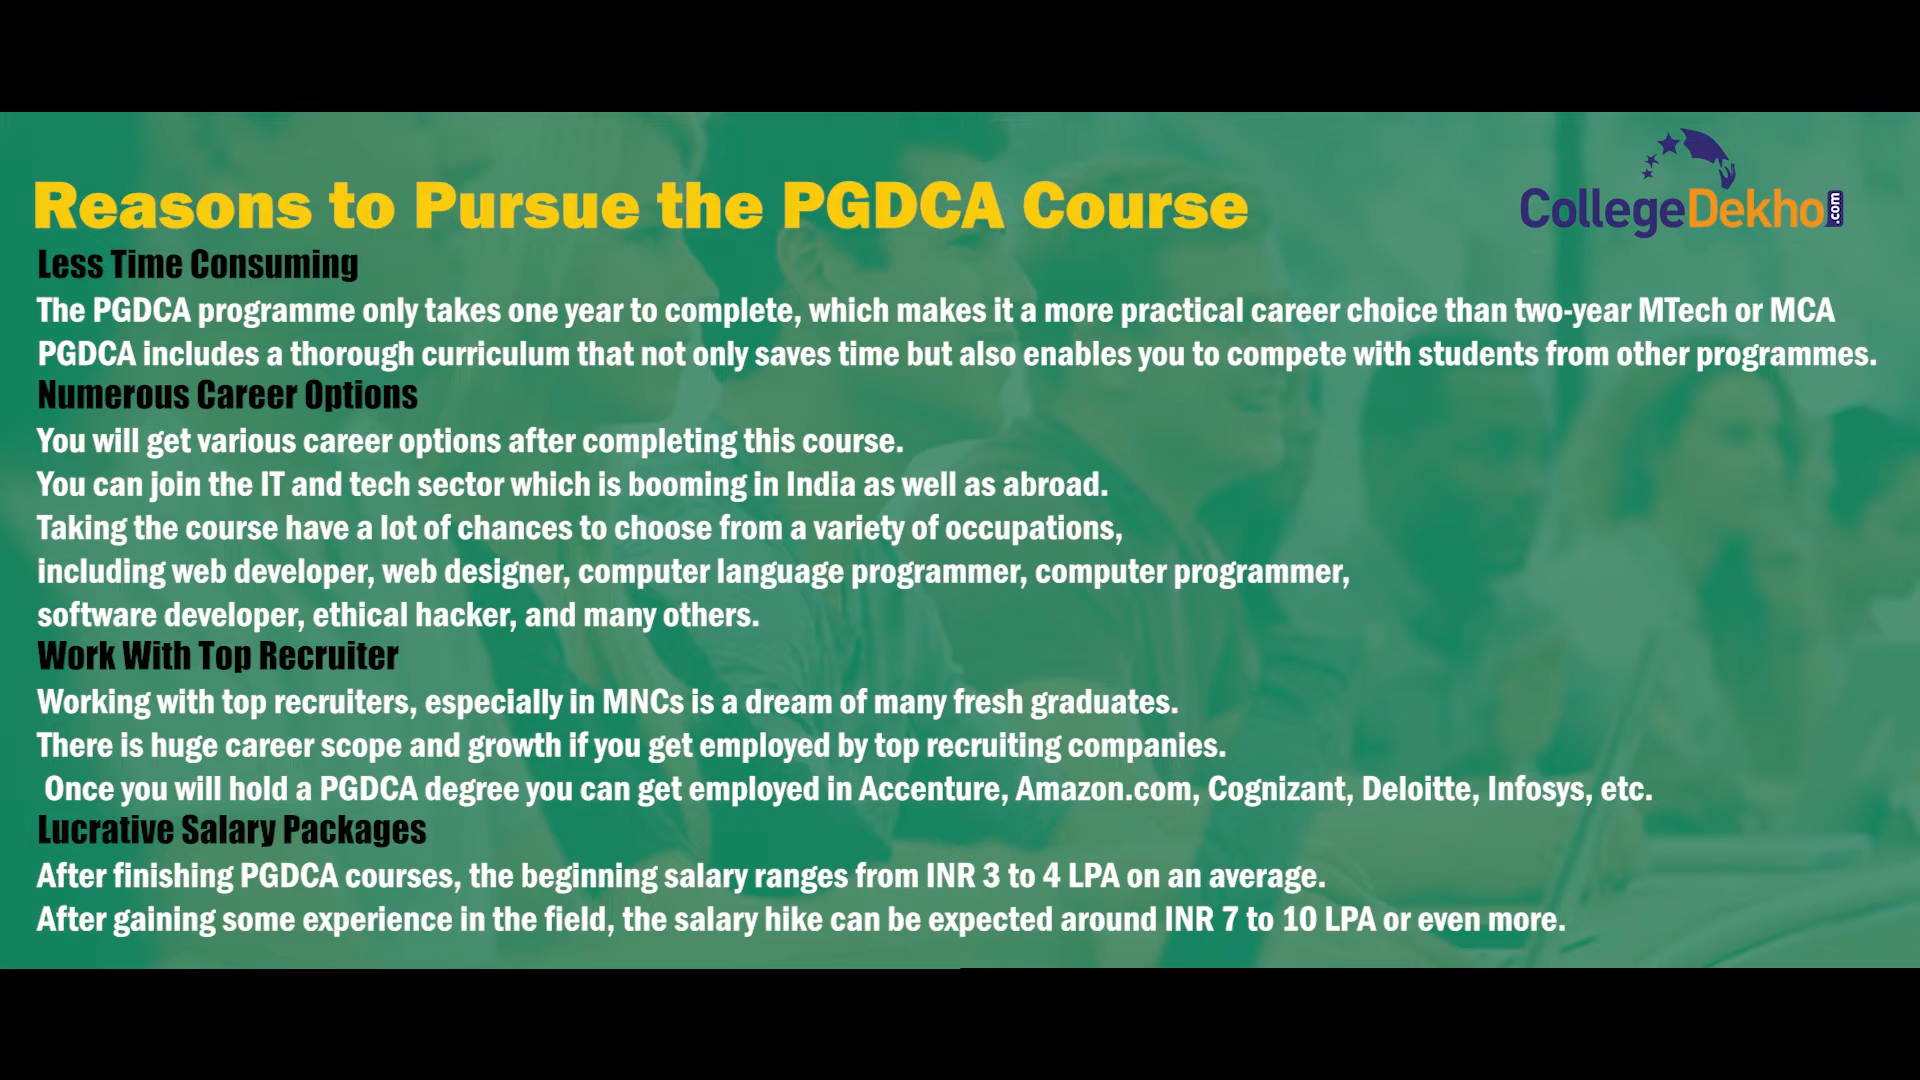 Reasons to Pursue the PGDCA Course
CollegeDekho.com
Less Time Consuming
The PGDCA programme only takes one year to complete, which makes it a more practical career choice than two-year MTech or MCA
PGDCA includes a thorough curriculum that not only saves time but also enables you to compete with students from other programmes.
Numerous Career Options
You will get various career options after completing this course.
You can join the IT and tech sector which is booming in India as well as abroad.
Taking the course have a lot of chances to choose from a variety of occupations,
including web developer, web designer, computer language programmer, computer programmer,
software developer, ethical hacker, and many others.
Work With Top Recruiter
Working with top recruiters, especially in MNCs is a dream of many fresh graduates.
There is huge career scope and growth if you get employed by top recruiting companies.
Once you will hold a PGDCA degree you can get employed in Accenture, Amazon.com, Cognizant, Deloitte, Infosys, etc.
Lucrative Salary Packages
After finishing PGDCA courses, the beginning salary ranges from INR 3 to 4 LPA on an average.
After gaining some experience in the field, the salary hike can be expected around INR 7 to 10 LPA or even more.